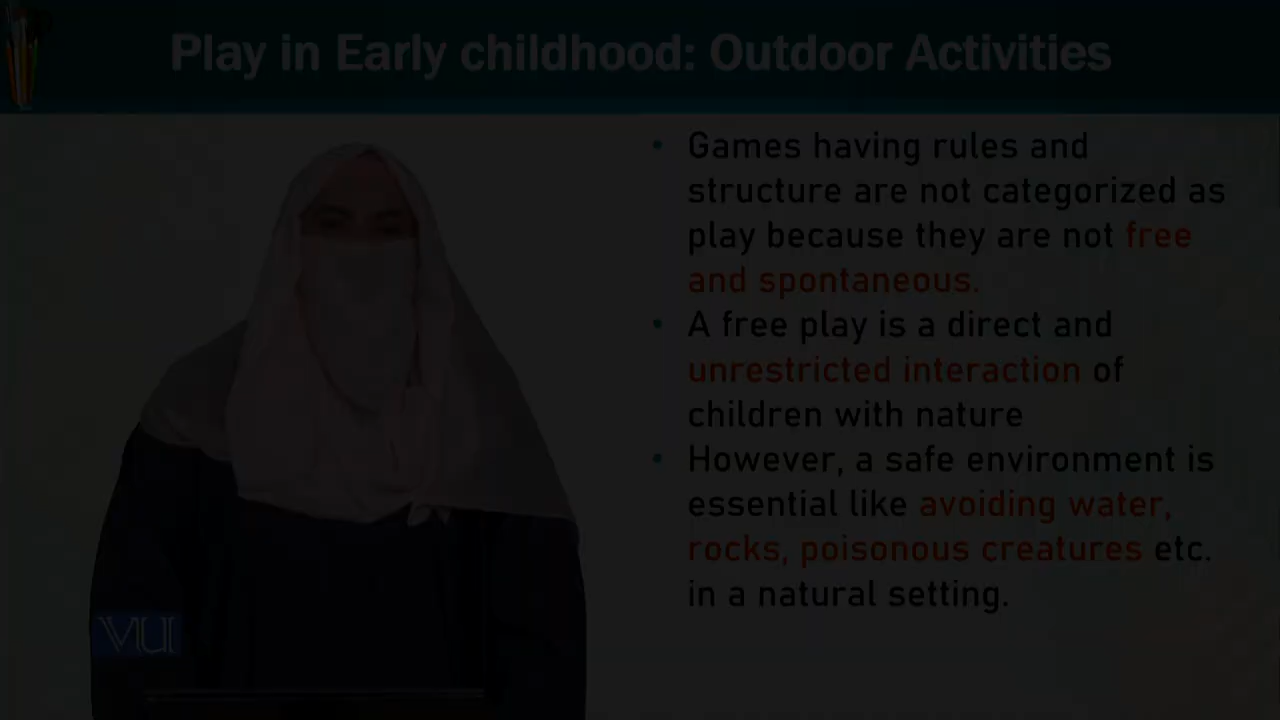 Play in Early childhood: Outdoor Activities
• Games having rules and
structure are not categorized as
play because they are not free
and spontaneous.
• A free play is a direct and
unrestricted interaction of
children with nature
• However, a safe environment is
essential like avoiding water,
rocks, poisonous creatures etc.
in a natural setting.
VU